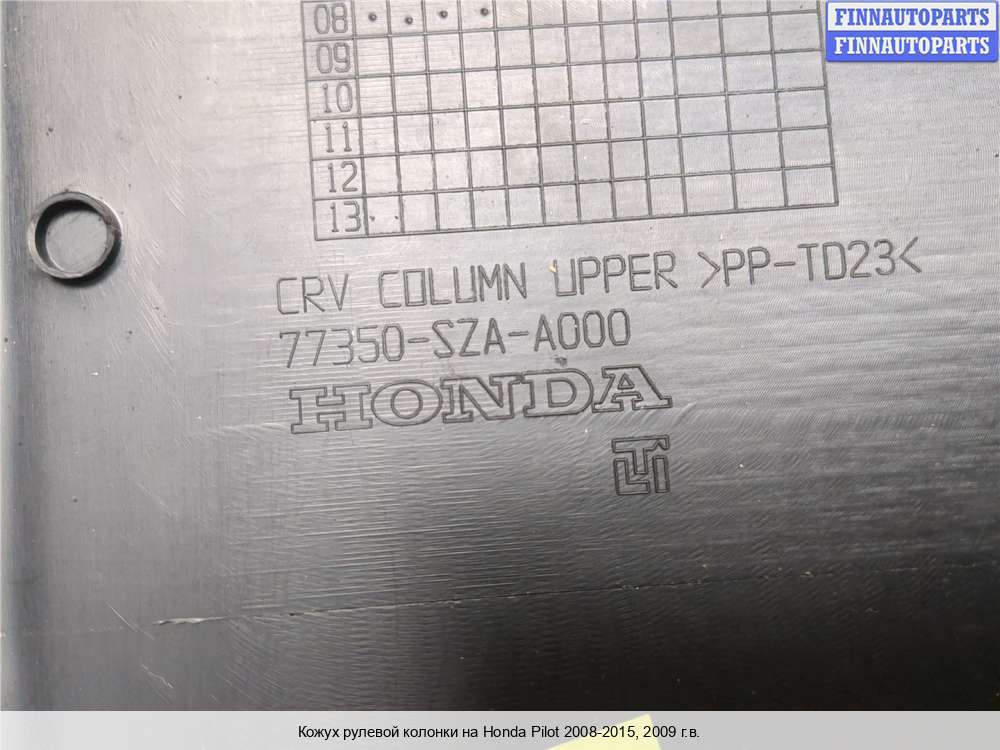 FINNAUTOPARTS
FINNAUTOPARTS
08
09
10
11
12
13
CRV COLUMN UPPER >PP-TD23<
77350-SZA-A000
HONDA
LTI
Кожух рулевой колонки на Honda Pilot 2008-2015, 2009 г.в.